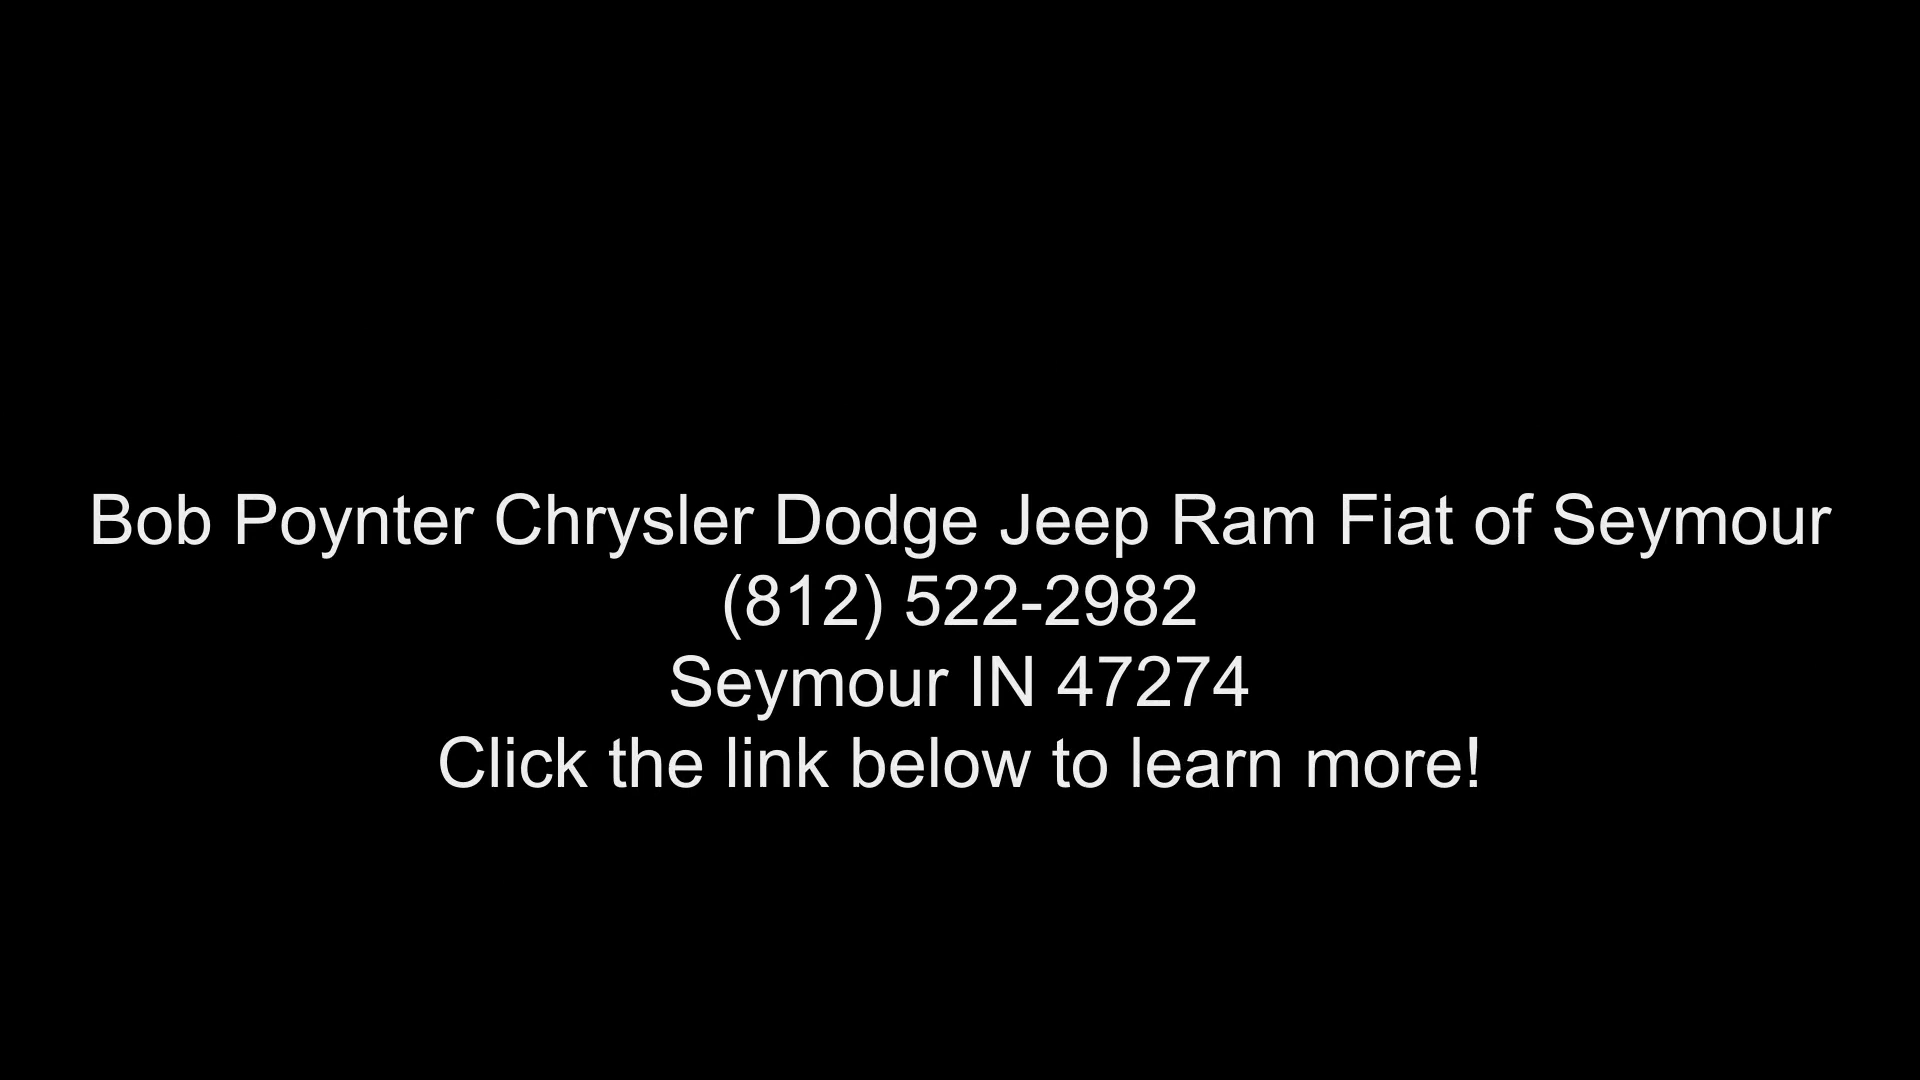 Bob Poynter Chrysler Dodge Jeep Ram Fiat of Seymour
(812) 522-2982
Seymour IN 47274
Click the link below to learn more!